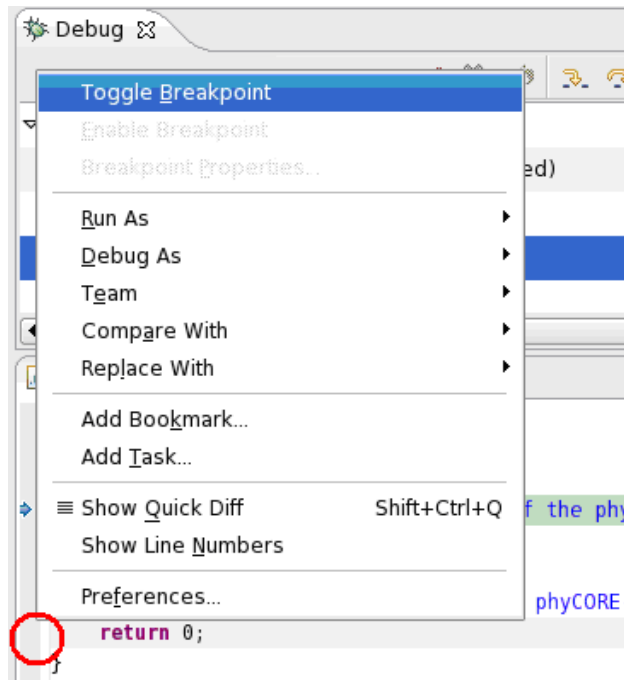 Debug
Toggle Breakpoint
Enable Breakpoint
Breakpoint Properties. .
ed)
Run As
Debug As
Team
Compare With
Replace With
Add Bookmark...
Add Task...
Show Quick Diff Shift+Ctrl+Q
f the phy
Show Line Numbers
Preferences...
phyCORE
return 0;
}